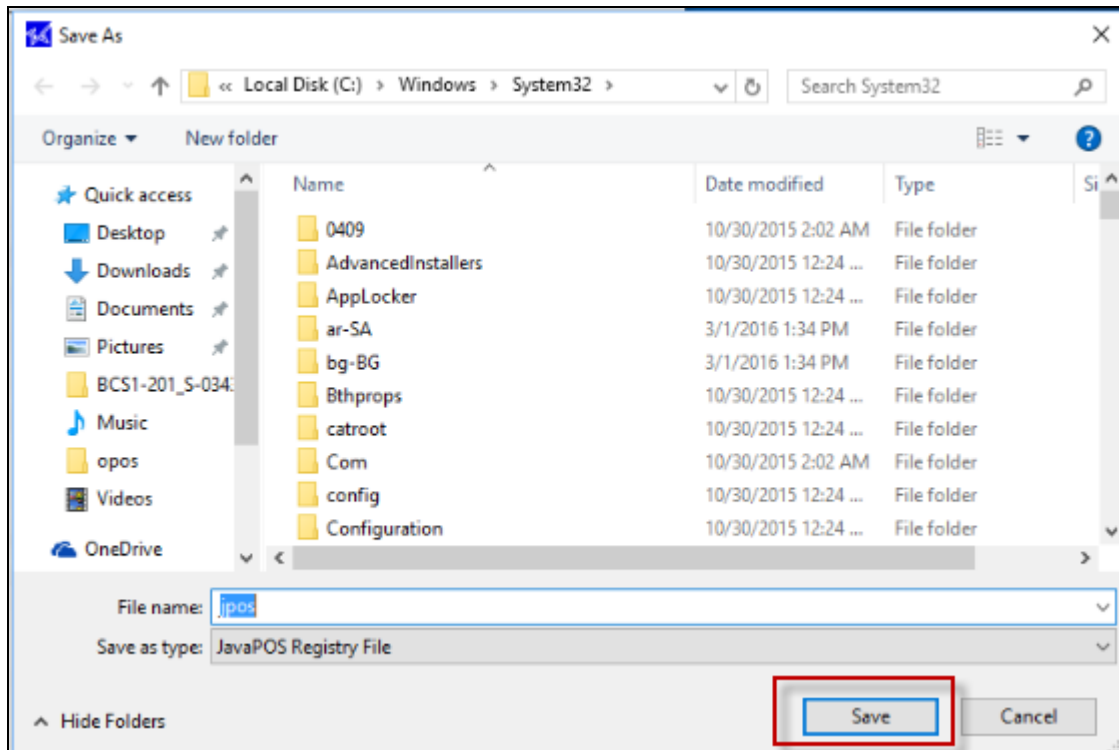 Save As
« Local Disk (C:) > Windows > System32 >
Search System32
Organize
New folder
Name Date modified Type Si
Quick access
Desktop
Downloads
Documents
Pictures
BCS1-201_S-034
Music
opos
Videos
OneDrive
0409 10/30/2015 2:02 AM File folder
AdvancedInstallers 10/30/2015 12:24 ... File folder
AppLocker 10/30/2015 12:24 ... File folder
ar-SA 3/1/2016 1:34 PM File folder
bg-BG 3/1/2016 1:34 PM File folder
Bthprops 10/30/2015 12:24 ... File folder
catroot 10/30/2015 12:24 ... File folder
Com 10/30/2015 2:02 AM File folder
config 10/30/2015 12:24 ... File folder
Configuration 10/30/2015 12:24 ... File folder
File name: jpos
Save as type: JavaPOS Registry File
Hide Folders
Save
Cancel